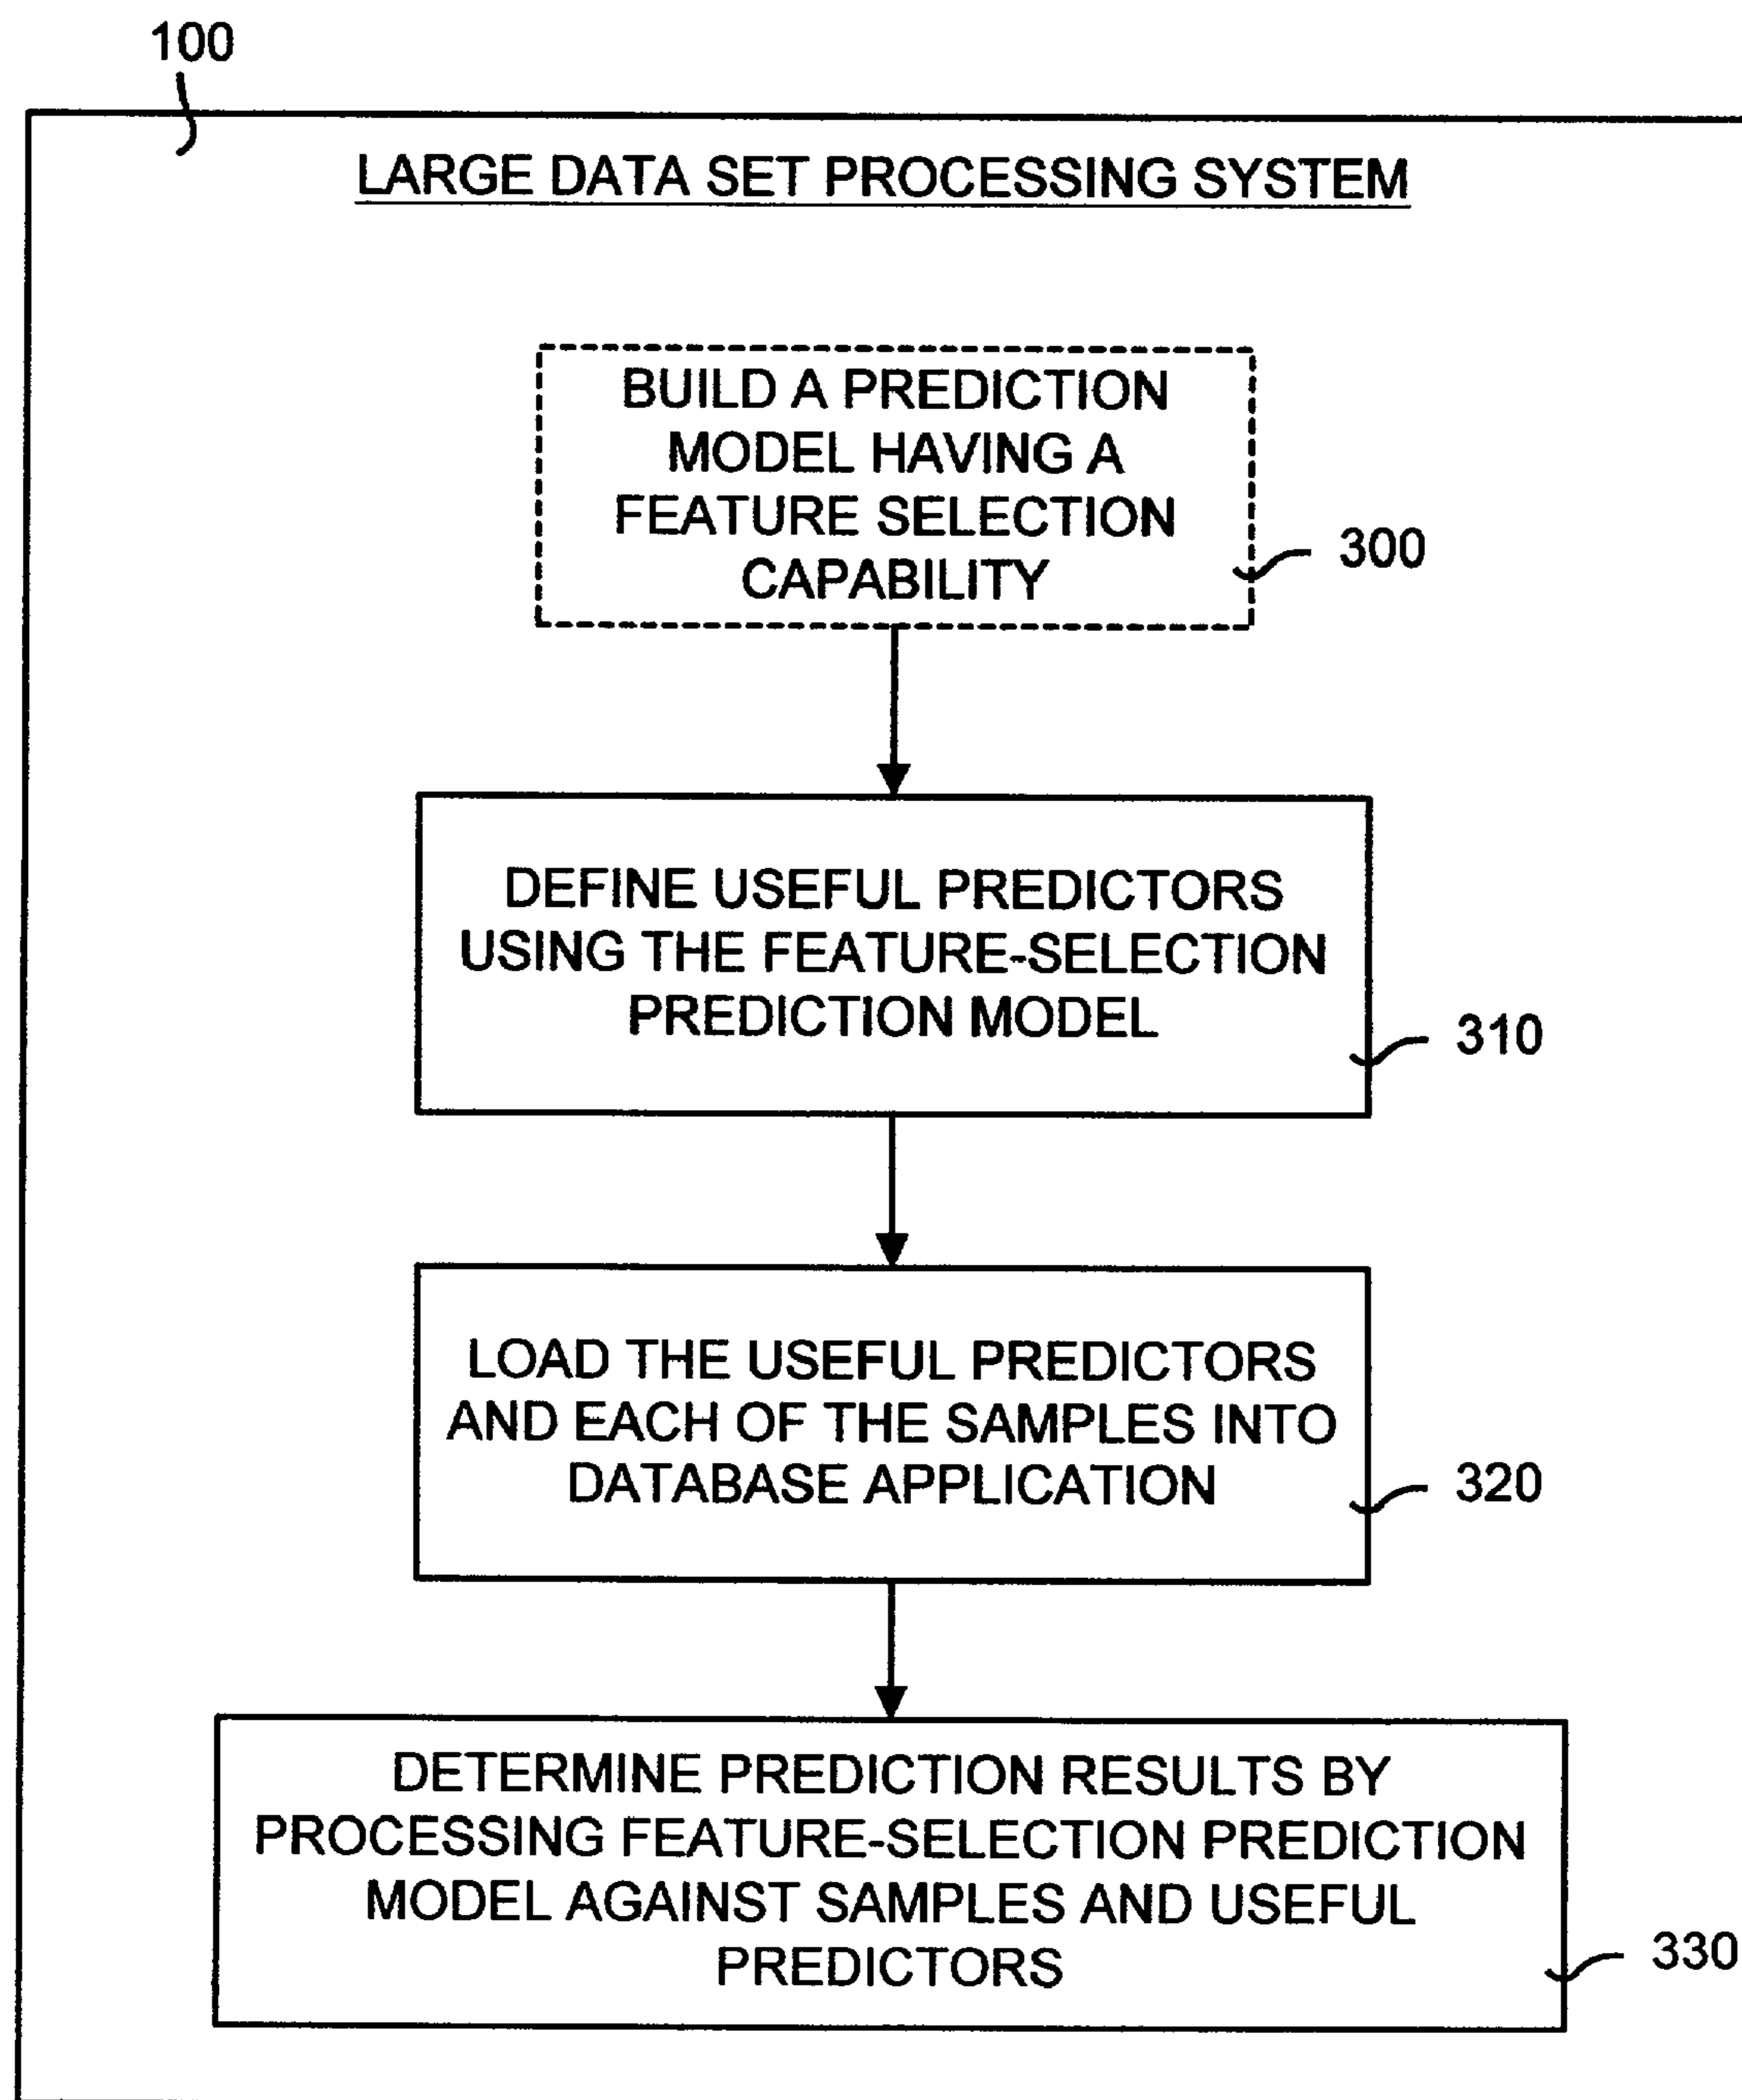 100
LARGE DATA SET PROCESSING SYSTEM
BUILD A PREDICTION
MODEL HAVING A
FEATURE SELECTION
CAPABILITY
300
DEFINE USEFUL PREDICTORS
USING THE FEATURE-SELECTION
PREDICTION MODEL
310
LOAD THE USEFUL PREDICTORS
AND EACH OF THE SAMPLES INTO
DATABASE APPLICATION
320
DETERMINE PREDICTION RESULTS BY
PROCESSING FEATURE-SELECTION PREDICTION
MODEL AGAINST SAMPLES AND USEFUL
PREDICTORS
330